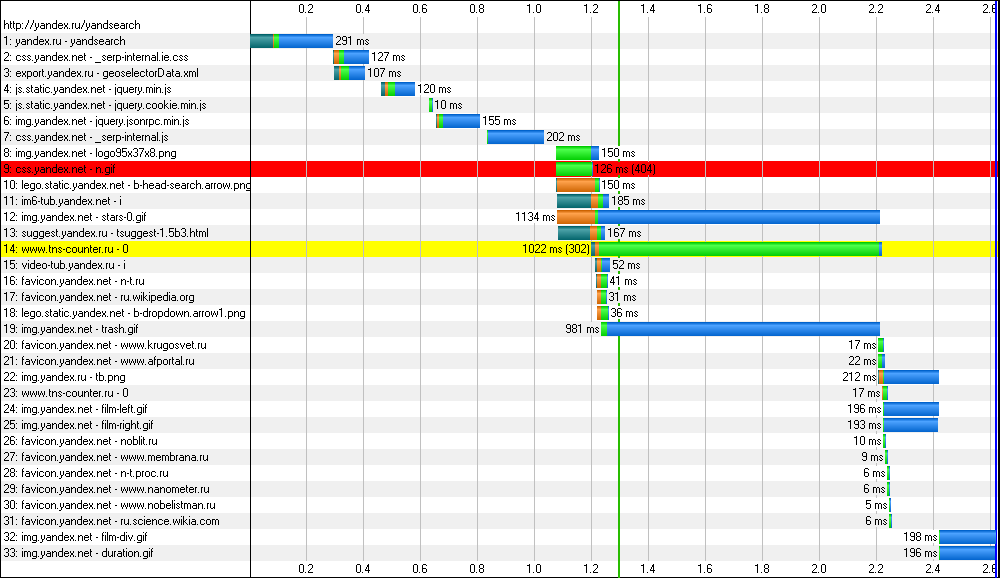 0.2 0.4 0.6 0.8 1.0 1.2 1.4 1.6 1.8 2.0 2.2 2.4 2.6
http://yandex.ru/yandsearch
1: yandex.ru - yandsearch 291 ms
2: css.yandex.net - _serp-internal.ie.css 127 ms
3: export.yandex.ru - geoselectorData.xml 107 ms
4: js.static.yandex.net - jquery.min.js 120 ms
5: js.static.yandex.net - jquery.cookie.min.js 10 ms
6: img.yandex.net - jquery.jsonrpc.min.js 155 ms
7: css.yandex.net - _serp-internal.js 202 ms
8: img.yandex.net - logo95x37x8.png 150 ms
9: css.yandex.net - n.gif 126 ms (404)
10: lego.static.yandex.net - b-head-search.arrow.png 150 ms
11: im6-tub.yandex.net - i 185 ms
12: img.yandex.net - stars-0.gif 1134 ms
13: suggest.yandex.ru - tsuggest-1.5b3.html 167 ms
14: www.tns-counter.ru - 0 1022 ms (302)
15: video-tub.yandex.ru - i 52 ms
16: favicon.yandex.net - n-t.ru 41 ms
17: favicon.yandex.net - ru.wikipedia.org 31 ms
18: lego.static.yandex.net - b-dropdown.arrow1.png 36 ms
19: img.yandex.net - trash.gif 981 ms
20: favicon.yandex.net - www.krugosvet.ru 17 ms
21: favicon.yandex.net - www.afportal.ru 22 ms
22: img.yandex.ru - tb.png 212 ms
23: www.tns-counter.ru - 0 17 ms
24: img.yandex.net - film-left.gif 196 ms
25: img.yandex.net - film-right.gif 193 ms
26: favicon.yandex.net - noblit.ru 10 ms
27: favicon.yandex.net - www.membrana.ru 9 ms
28: favicon.yandex.net - n-t.proc.ru 6 ms
29: favicon.yandex.net - www.nanometer.ru 6 ms
30: favicon.yandex.net - www.nobelistman.ru 5 ms
31: favicon.yandex.net - ru.science.wikia.com 6 ms
32: img.yandex.net - film-div.gif 198 ms
33: img.yandex.net - duration.gif 196 ms
0.2 0.4 0.6 0.8 1.0 1.2 1.4 1.6 1.8 2.0 2.2 2.4 2.6